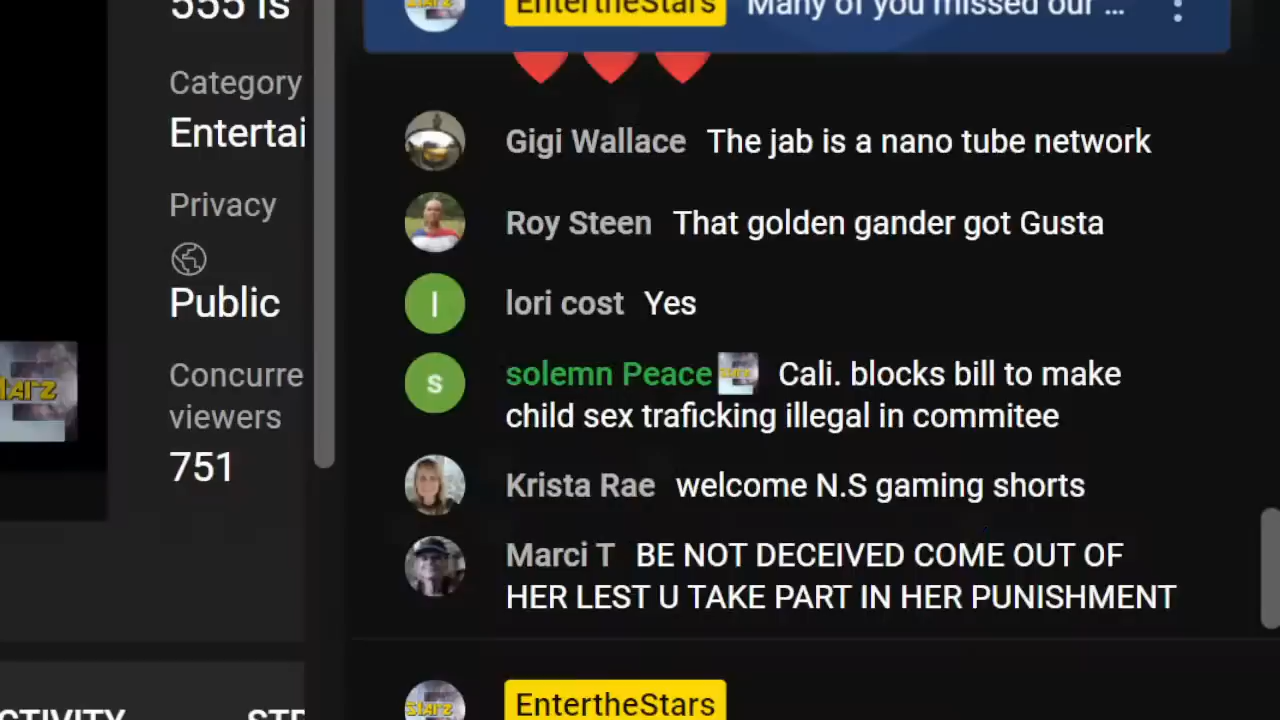 555 is
Category
Entertai
Privacy
Public
Concurre
viewers
751
CTIVITY
EntertheStars Many of you missed our ...
Gigi Wallace The jab is a nano tube network
Roy Steen That golden gander got Gusta
l lori cost Yes
s solemn Peace Cali. blocks bill to make
child sex traficking illegal in commitee
Krista Rae welcome N.S gaming shorts
Marci T BE NOT DECEIVED COME OUT OF
HER LEST U TAKE PART IN HER PUNISHMENT
EntertheStars